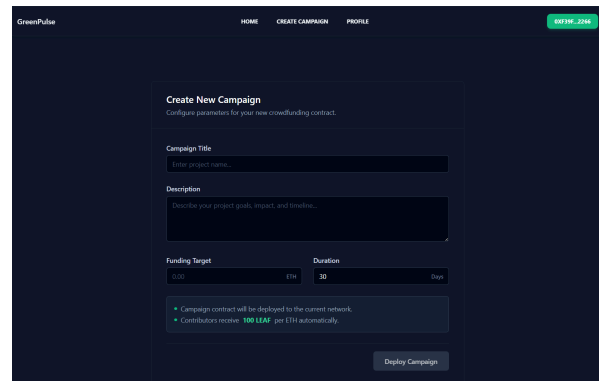 GreenPulse HOME CREATE CAMPAIGN PROFILE 0XF39F...2266
Create New Campaign
Configure parameters for your new crowdfunding contract.
Campaign Title
Enter project name...
Description
Describe your project goals, impact, and timeline...
Funding Target Duration
0.00 ETH 30 Days
• Campaign contract will be deployed to the current network.
• Contributors receive 100 LEAF per ETH automatically.
Deploy Campaign